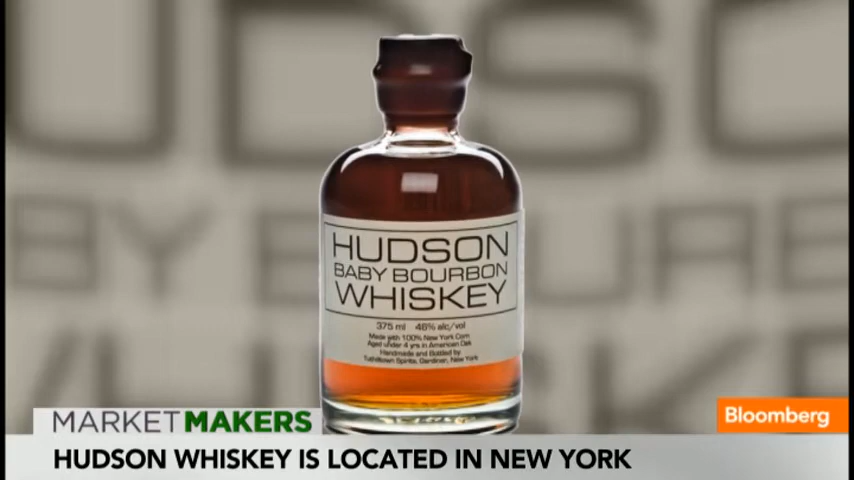 HUDSON
BABY BOURBON
WHISKEY
375 ml 46% alc/vol
Made with 100% New York Corn
Aged under 4 yrs in American Oak
Handmade and Bottled by
Tuthilltown Spirits, Gardiner, New York
MARKETMAKERS
Bloomberg
HUDSON WHISKEY IS LOCATED IN NEW YORK